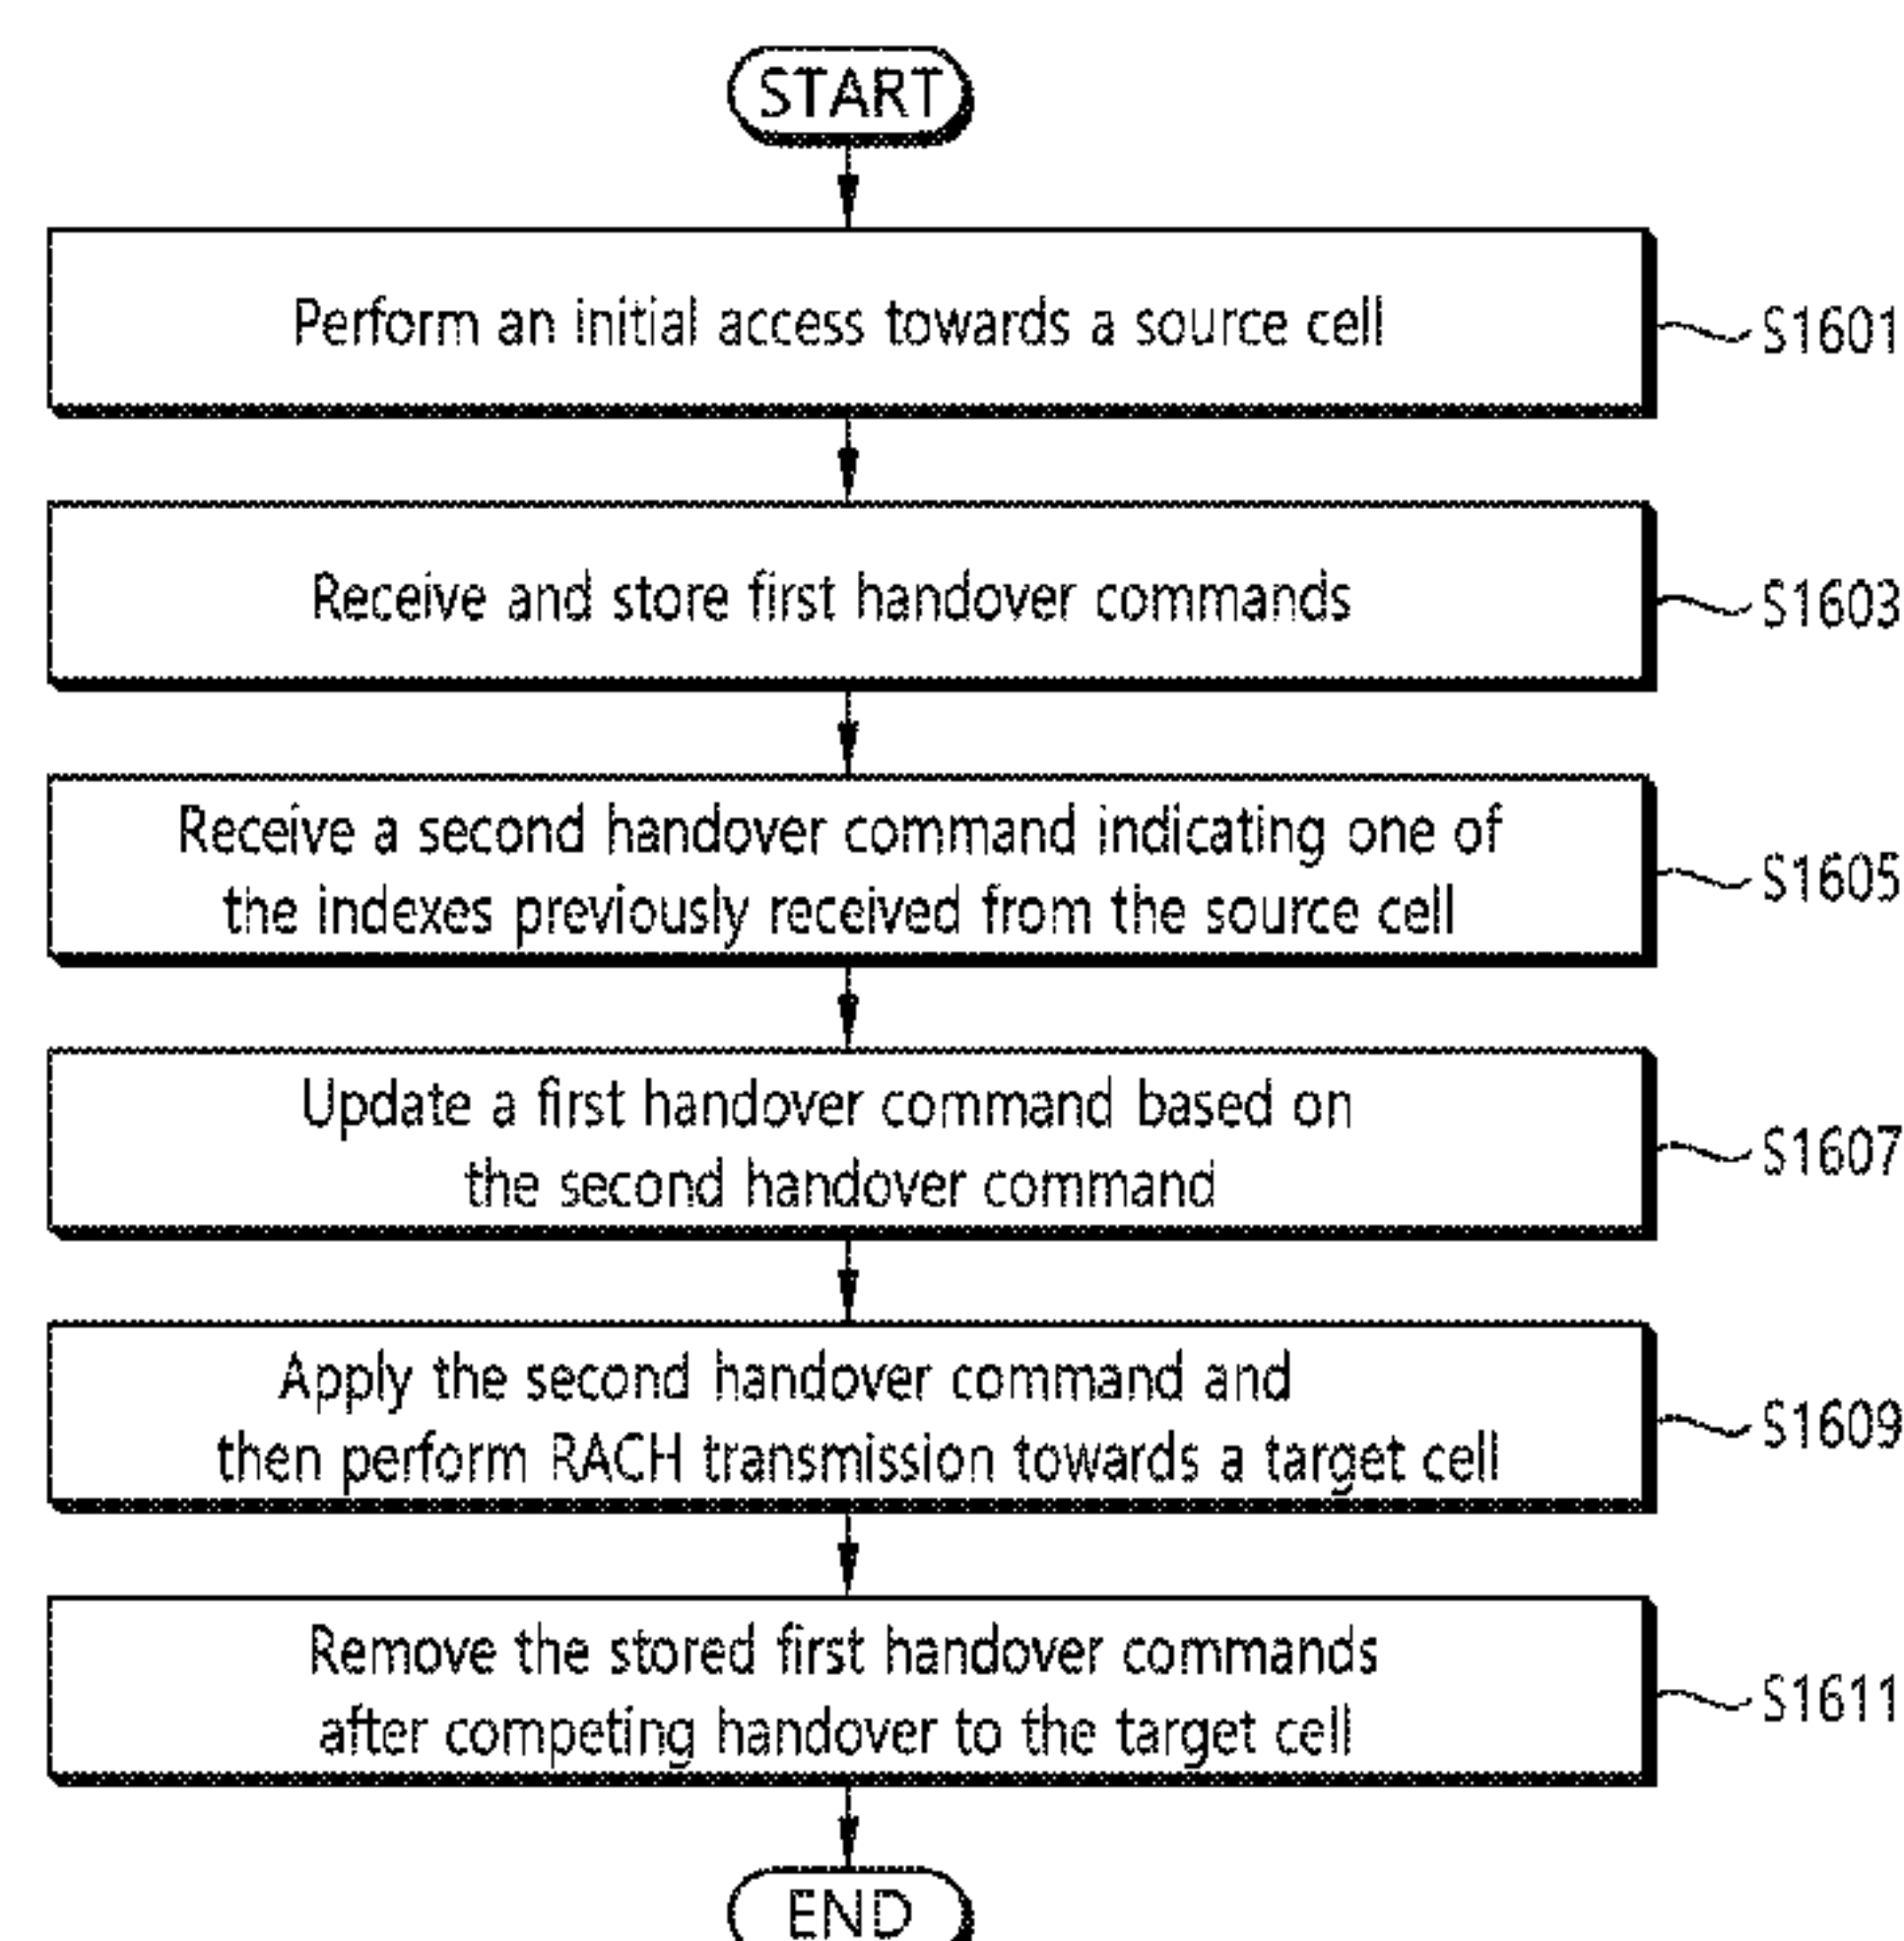 START
Perform an initial access towards a source cell
S1601
Receive and store first handover commands
S1603
Receive a second handover command indicating one of
the indexes previously received from the source cell
S1605
Update a first handover command based on
the second handover command
S1607
Apply the second handover command and
then perform RACH transmission towards a target cell
S1609
Remove the stored first handover commands
after competing handover to the target cell
S1611
END